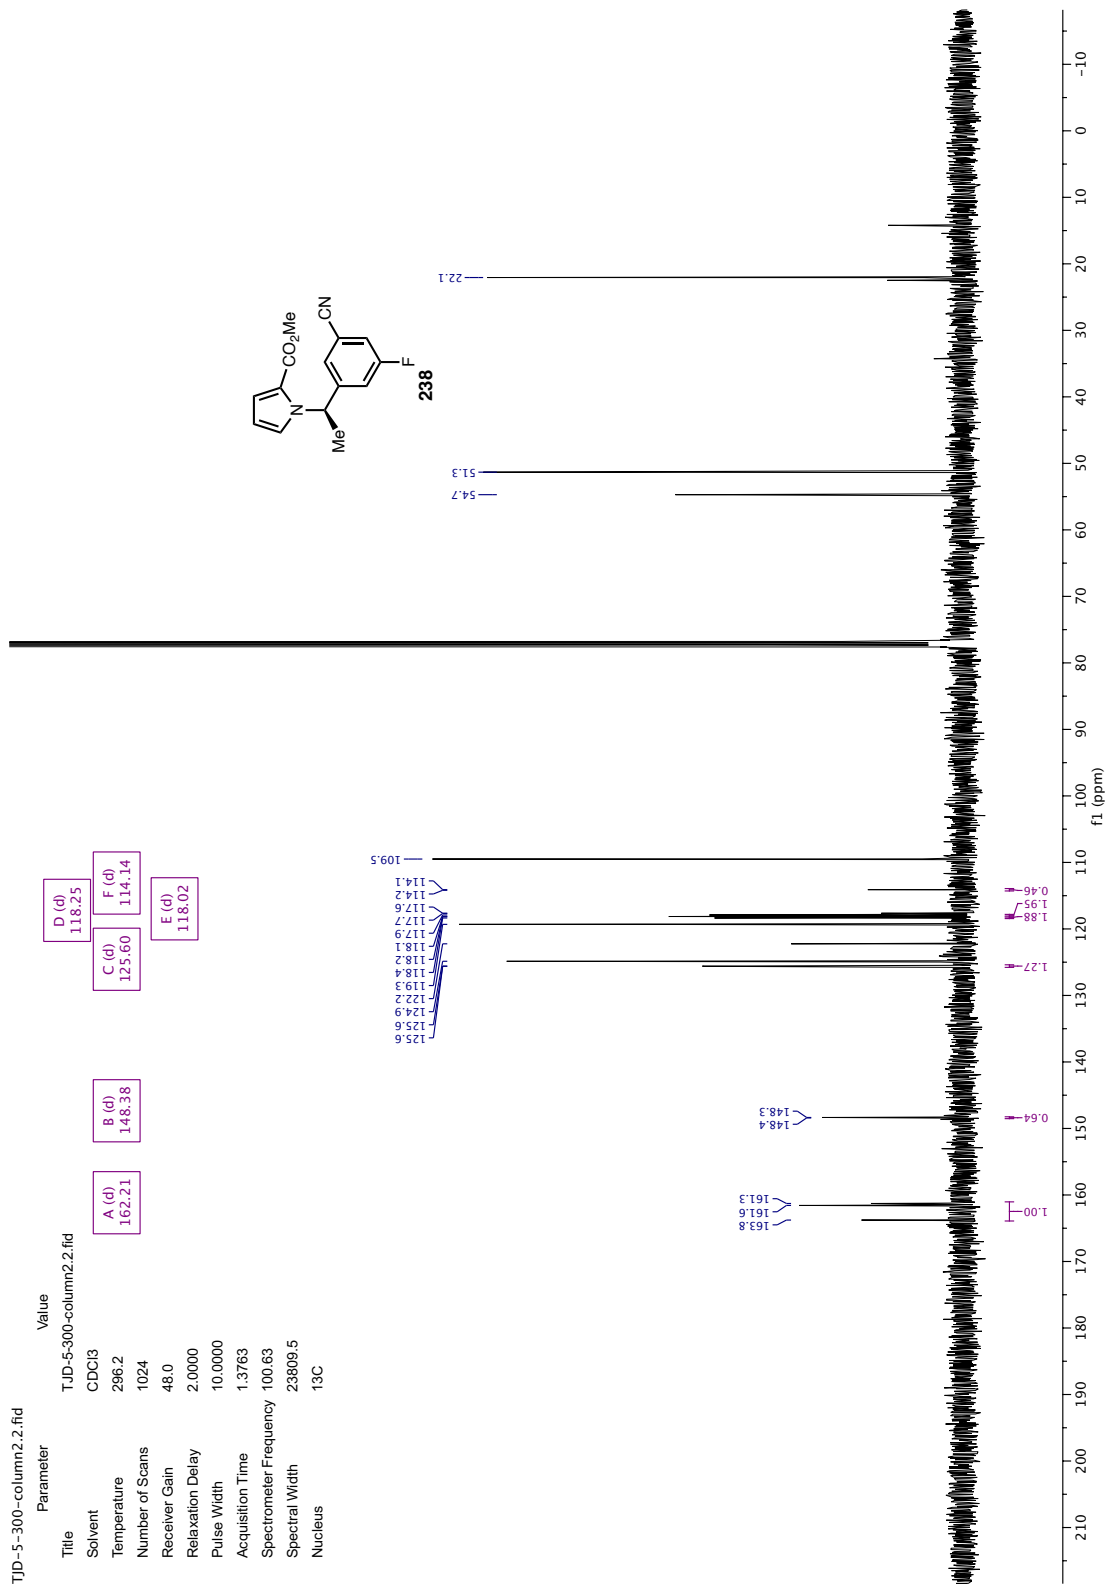 TJD-5-300-column2.2.fid
Parameter Value
Title TJD-5-300-column2.2.fid
Solvent CDCl3
Temperature 296.2
Number of Scans 1024
Receiver Gain 48.0
Relaxation Delay 2.0000
Pulse Width 10.0000
Acquisition Time 1.3763
Spectrometer Frequency 100.63
Spectral Width 23809.5
Nucleus 13C
D (d)
118.25
A (d)
162.21
B (d)
148.38
C (d)
125.60
F (d)
114.14
E (d)
118.02
CO2Me
N
Me
CN
F
238
163.8
161.6
161.3
148.4
148.3
125.6
125.6
124.9
122.2
119.3
118.4
118.2
118.1
117.9
117.7
117.6
114.2
114.1
109.5
54.7
51.3
22.1
1.00
0.64
1.27
1.88
1.95
0.46
210 200 190 180 170 160 150 140 130 120 110 100 90 80 70 60 50 40 30 20 10 0 -10
f1 (ppm)